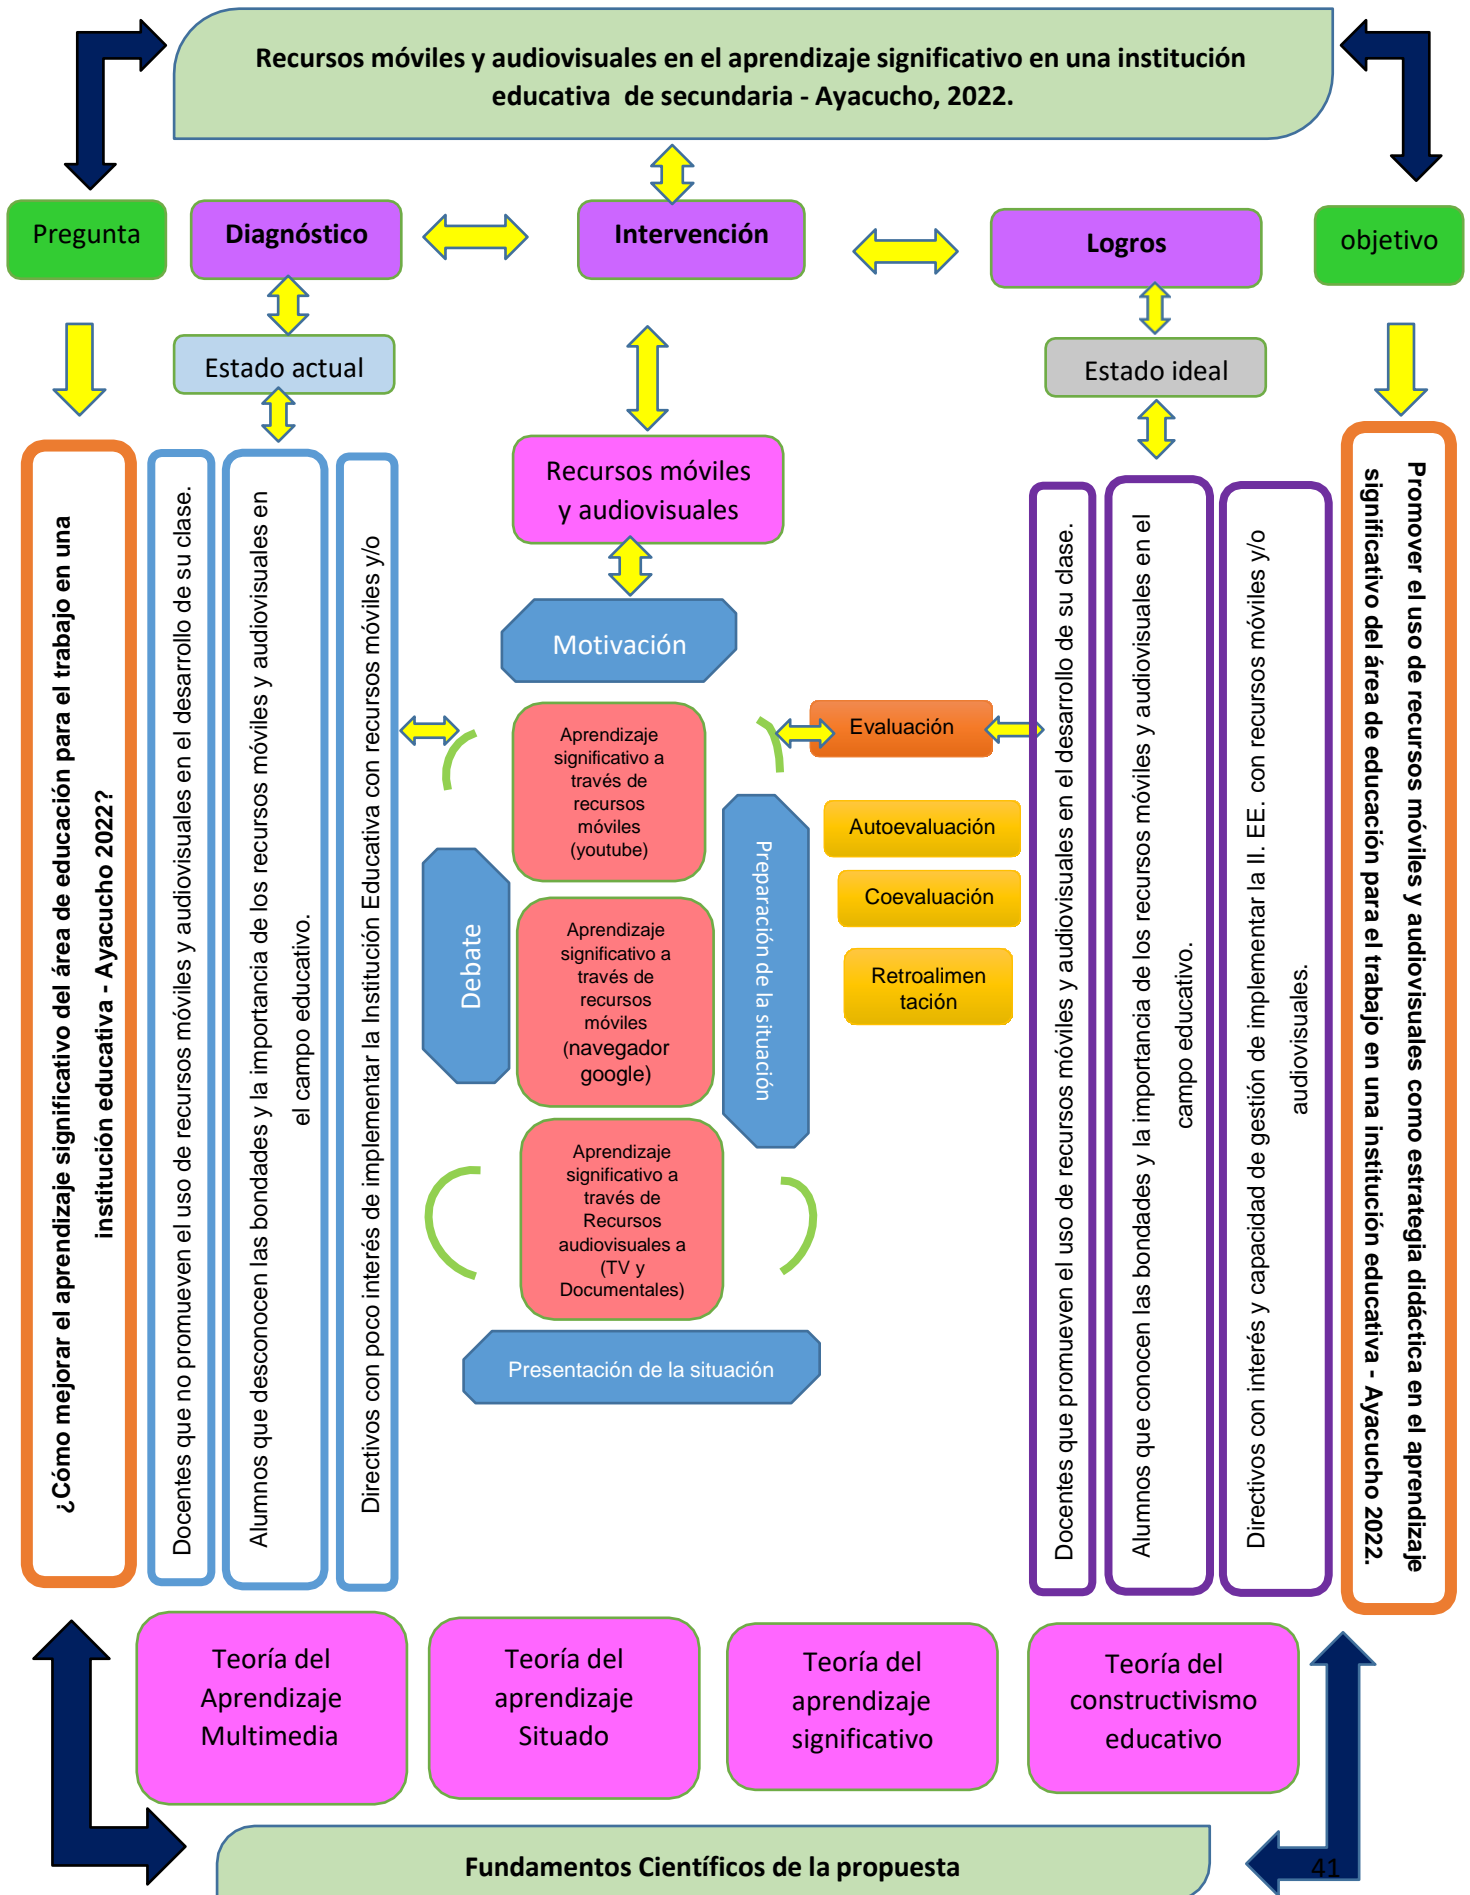 Recursos móviles y audiovisuales en el aprendizaje significativo en una institución
educativa de secundaria - Ayacucho, 2022.
Pregunta
Diagnóstico
Intervención
Logros
objetivo
Estado actual
Estado ideal
¿Cómo mejorar el aprendizaje significativo del área de educación para el trabajo en una
institución educativa - Ayacucho 2022?
Docentes que no promueven el uso de recursos móviles y audiovisuales en el desarrollo de su clase.
Alumnos que desconocen las bondades y la importancia de los recursos móviles y audiovisuales en
el campo educativo.
Directivos con poco interés de implementar la Institución Educativa con recursos móviles y/o
Recursos móviles
y audiovisuales
Motivación
Aprendizaje
significativo a
través de
recursos
móviles
(youtube)
Debate
Aprendizaje
significativo a
través de
recursos
móviles
(navegador
google)
Preparación de la situación
Aprendizaje
significativo a
través de
Recursos
audiovisuales a
(TV y
Documentales)
Presentación de la situación
Evaluación
Autoevaluación
Coevaluación
Retroalimen
tación
Docentes que promueven el uso de recursos móviles y audiovisuales en el desarrollo de su clase.
Alumnos que conocen las bondades y la importancia de los recursos móviles y audiovisuales en el
campo educativo.
Directivos con interés y capacidad de gestión de implementar la II. EE. con recursos móviles y/o
audiovisuales.
Promover el uso de recursos móviles y audiovisuales como estrategia didáctica en el aprendizaje
significativo del área de educación para el trabajo en una institución educativa - Ayacucho 2022.
Teoría del
Aprendizaje
Multimedia
Teoría del
aprendizaje
Situado
Teoría del
aprendizaje
significativo
Teoría del
constructivismo
educativo
Fundamentos Científicos de la propuesta
41